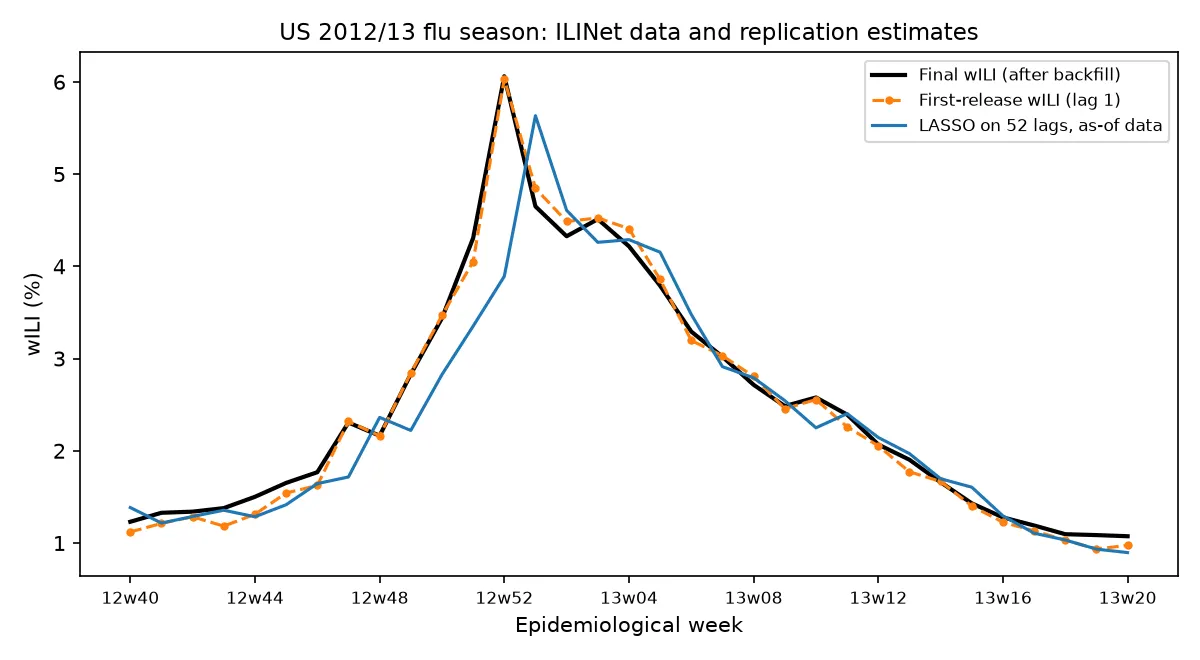 US 2012/13 flu season: ILINet data and replication estimates
Final wILI (after backfill)
First-release wILI (lag 1)
LASSO on 52 lags, as-of data
wILI (%)
6
5
4
3
2
1
12w40 12w44 12w48 12w52 13w04 13w08 13w12 13w16 13w20
Epidemiological week